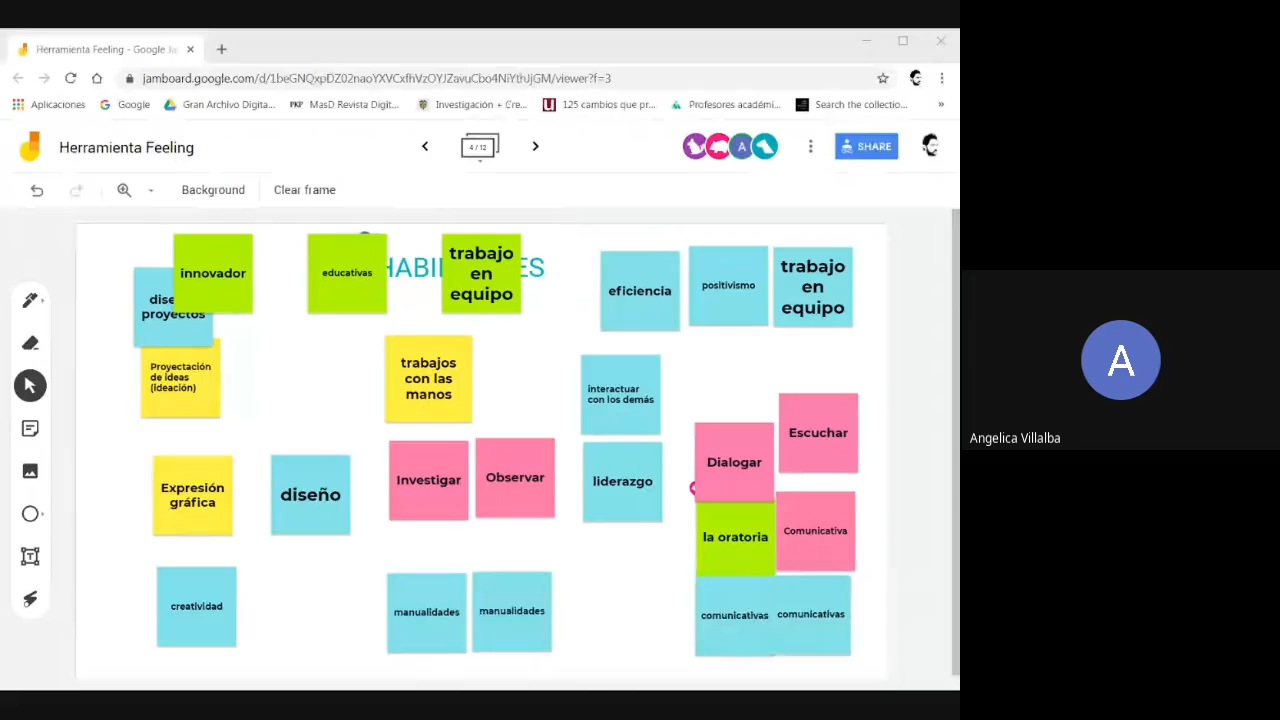 Herramienta Feeling - Google Ja
jamboard.google.com/d/1beGNQxpDZ02naoYXVCxfhVzOYJZavuCbo4NiYthJjGM/viewer?f=3
Aplicaciones
Google
Gran Archivo Digita...
PKP MasD Revista Digit...
Investigación + Cre...
125 cambios que pr...
Profesores académi...
Search the collectio...
»
Herramienta Feeling
4 / 12
A
SHARE
Background
Clear frame
HABI
ES
innovador
educativas
trabajo
en
equipo
eficiencia
positivismo
trabajo
en
equipo
dise
proyectos
Proyectación
de ideas
(ideación)
trabajos
con las
manos
interactuar
con los demás
Escuchar
Dialogar
Investigar
Observar
liderazgo
Expresión
gráfica
diseño
la oratoria
Comunicativa
creatividad
manualidades
manualidades
comunicativas
comunicativas
A
Angelica Villalba